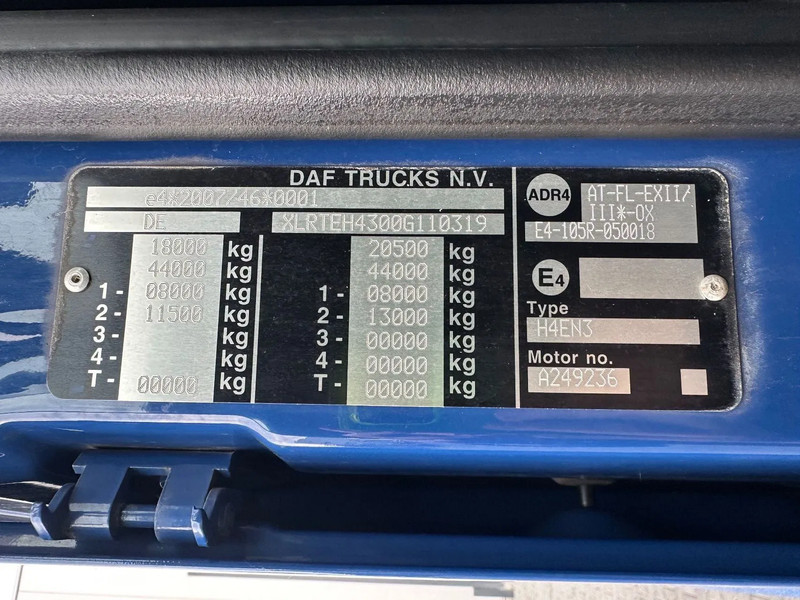 DAF TRUCKS N.V.
e4*2007/46*0001
DE XLRTEH4300G110319
18000 kg 20500 kg
44000 kg 44000 kg
1- 08000 kg 1- 08000 kg
2- 11500 kg 2- 13000 kg
3- kg 3- 00000 kg
4- kg 4- 00000 kg
T- 00000 kg T- 00000 kg
ADR4 AT-FL-EXII/
III*-OX
E4-105R-050018
E4
Type
H4EN3
Motor no.
A249236